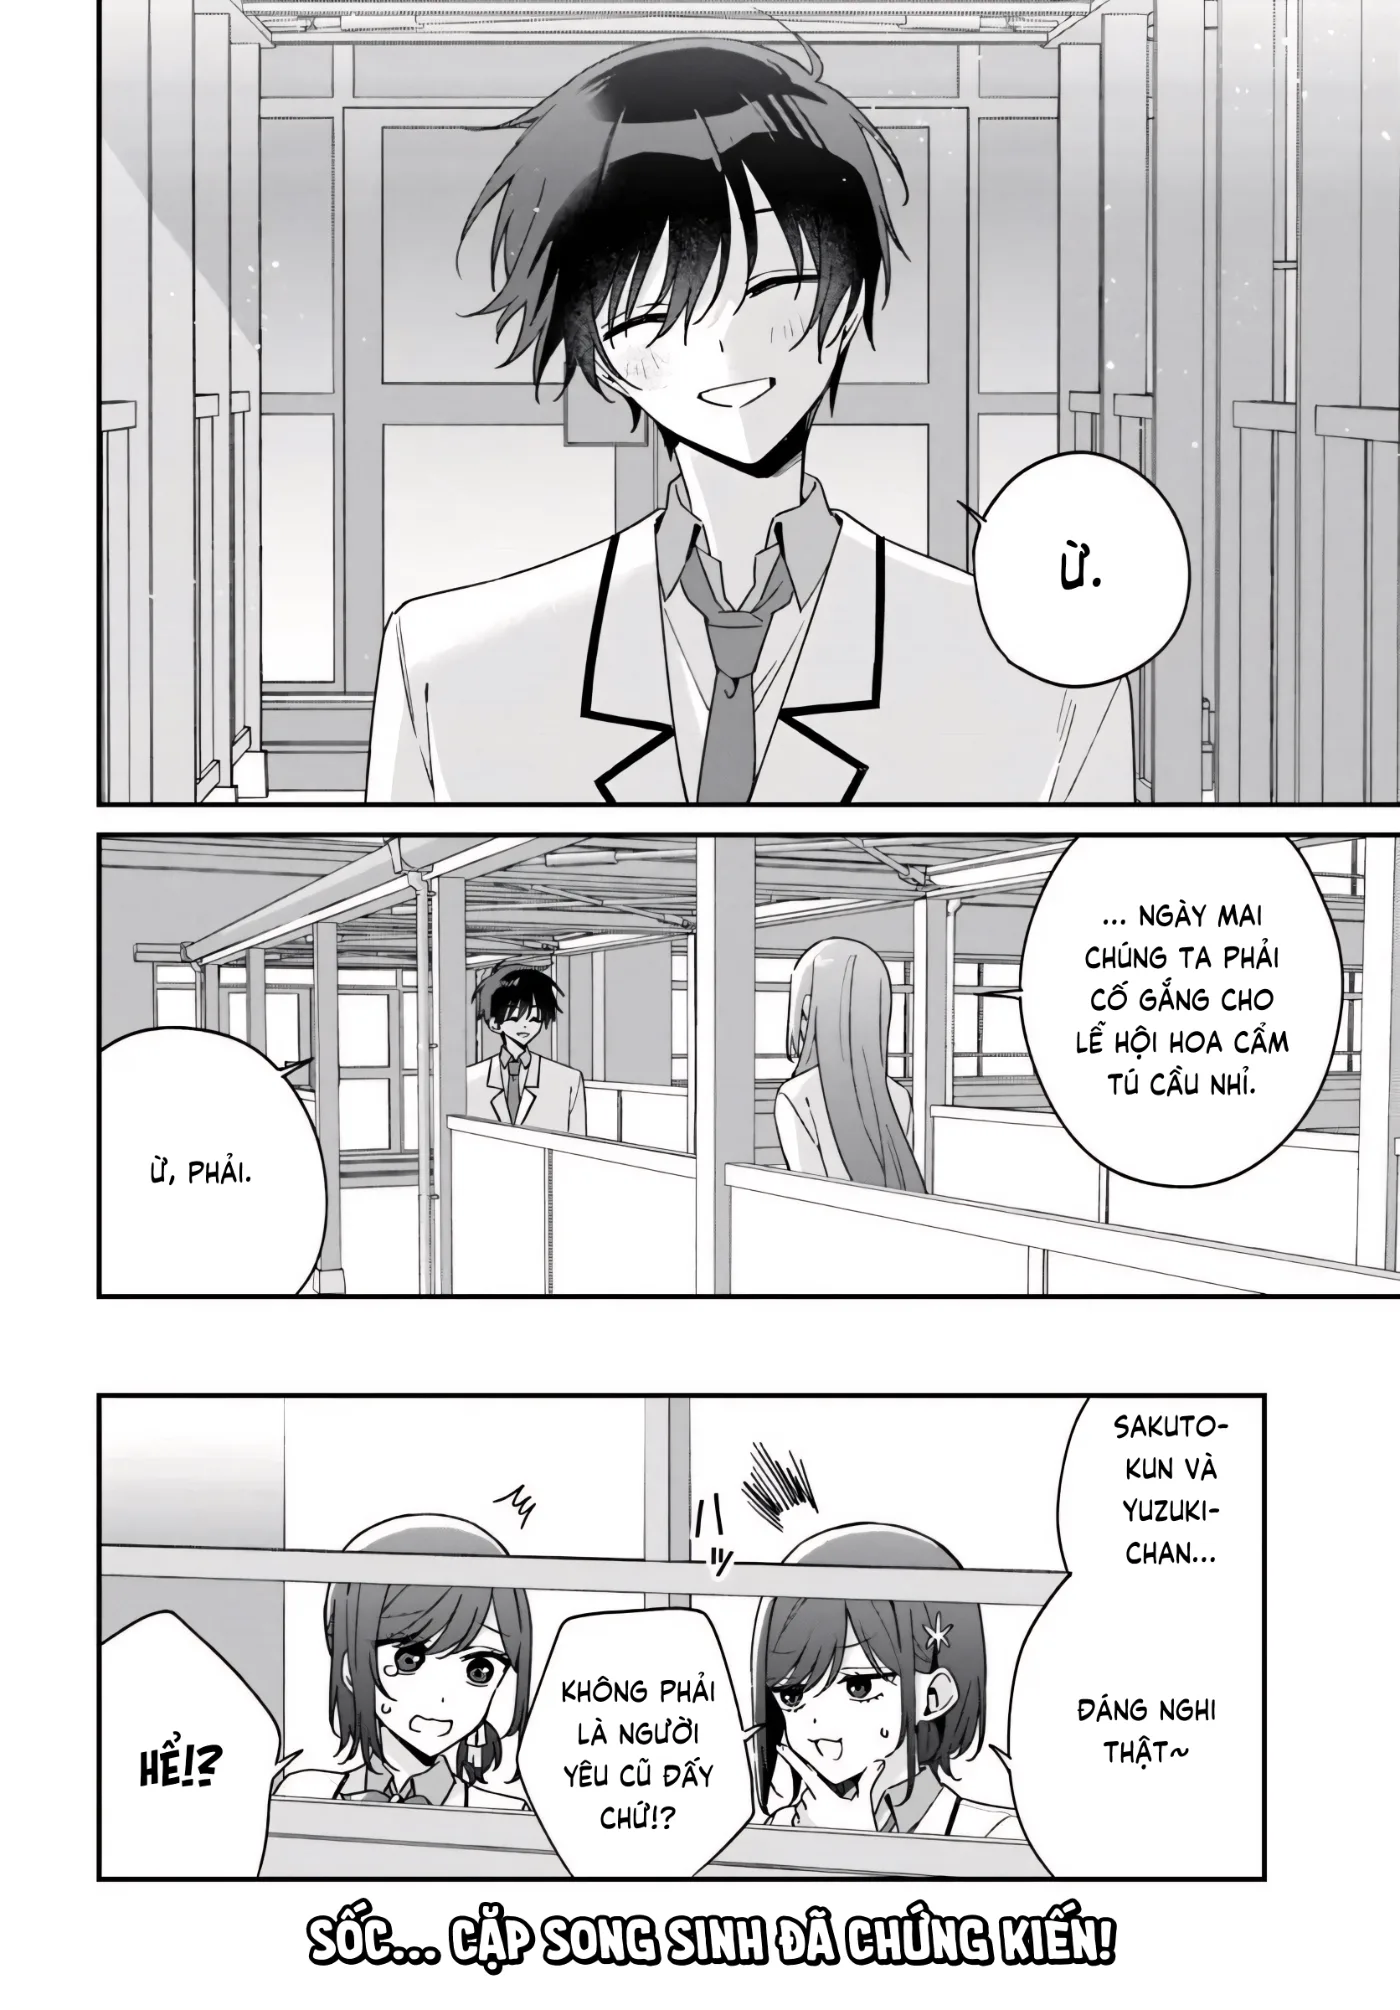 Ừ.
... NGÀY MAI
CHÚNG TA PHẢI
CỐ GẮNG CHO
LỄ HỘI HOA CẨM
TÚ CẦU NHỈ.
Ừ, PHẢI.
SAKUTO-
KUN VÀ
YUZUKI-
CHAN...
ĐÁNG NGHI
THẬT~
ハッ
KHÔNG PHẢI
LÀ NGƯỜI
YÊU CŨ ĐẤY
CHỨ!?
HỂ!?
SỐC... CẶP SONG SINH ĐÃ CHỨNG KIẾN!